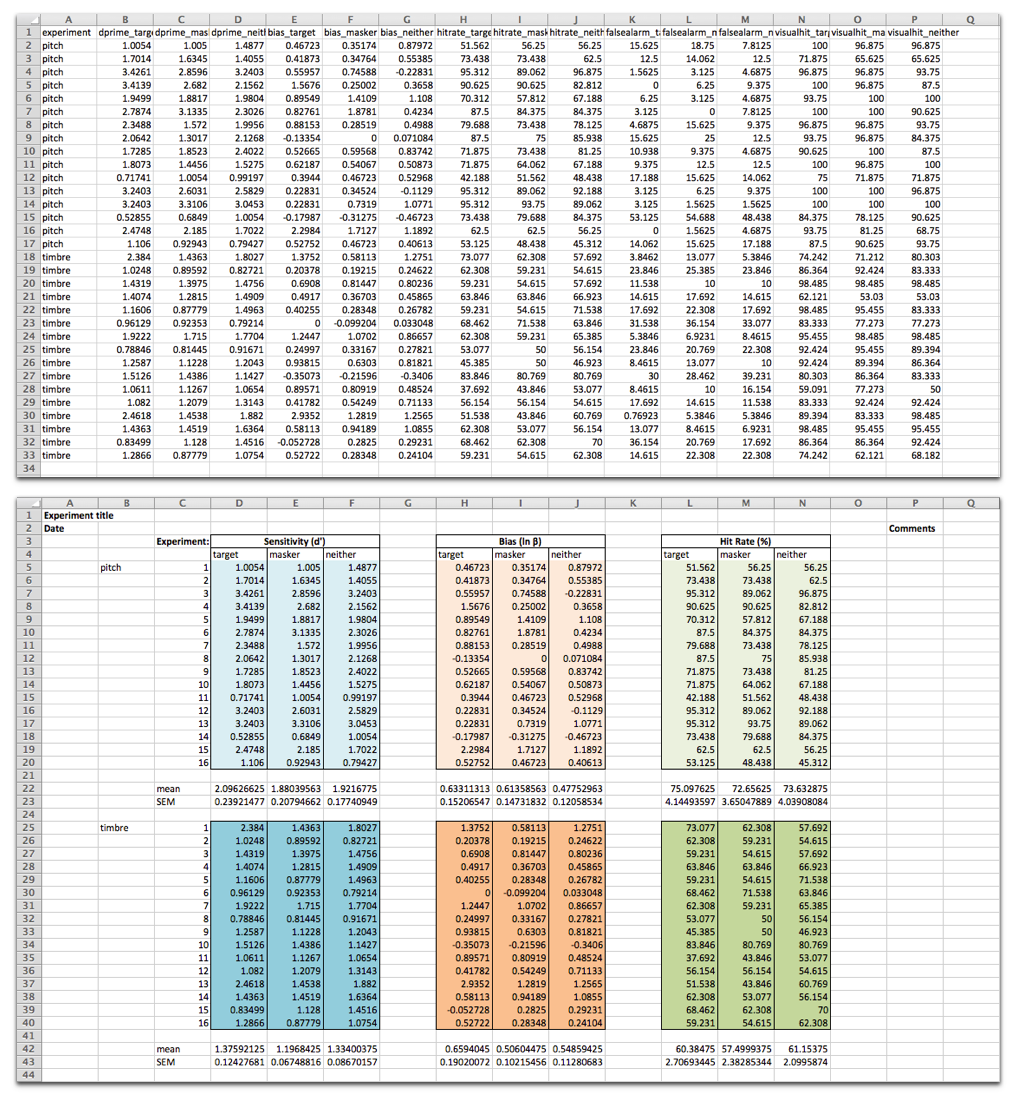 A B C D E F G H I J K L M N O P Q
1 experiment dprime_targ dprime_mas dprime_neitl bias_target bias_masker bias_neither hitrate_targe hitrate_mask hitrate_neith falsealarm_t falsealarm_n falsealarm_n visualhit_tar visualhit_ma visualhit_neither
2 pitch 1.0054 1.005 1.4877 0.46723 0.35174 0.87972 51.562 56.25 56.25 15.625 18.75 7.8125 100 96.875 96.875
3 pitch 1.7014 1.6345 1.4055 0.41873 0.34764 0.55385 73.438 73.438 62.5 12.5 14.062 12.5 71.875 65.625 65.625
4 pitch 3.4261 2.8596 3.2403 0.55957 0.74588 -0.22831 95.312 89.062 96.875 1.5625 3.125 4.6875 96.875 96.875 93.75
5 pitch 3.4139 2.682 2.1562 1.5676 0.25002 0.3658 90.625 90.625 82.812 0 6.25 9.375 100 96.875 87.5
6 pitch 1.9499 1.8817 1.9804 0.89549 1.4109 1.108 70.312 57.812 67.188 6.25 3.125 4.6875 93.75 100 100
7 pitch 2.7874 3.1335 2.3026 0.82761 1.8781 0.4234 87.5 84.375 84.375 3.125 0 7.8125 100 100 90.625
8 pitch 2.3488 1.572 1.9956 0.88153 0.28519 0.4988 79.688 73.438 78.125 4.6875 15.625 9.375 96.875 96.875 93.75
9 pitch 2.0642 1.3017 2.1268 -0.13354 0 0.071084 87.5 75 85.938 15.625 25 12.5 93.75 96.875 84.375
10 pitch 1.7285 1.8523 2.4022 0.52665 0.59568 0.83742 71.875 73.438 81.25 10.938 9.375 4.6875 90.625 100 87.5
11 pitch 1.8073 1.4456 1.5275 0.62187 0.54067 0.50873 71.875 64.062 67.188 9.375 12.5 12.5 100 96.875 100
12 pitch 0.71741 1.0054 0.99197 0.3944 0.46723 0.52968 42.188 51.562 48.438 17.188 15.625 14.062 75 71.875 71.875
13 pitch 3.2403 2.6031 2.5829 0.22831 0.34524 -0.1129 95.312 89.062 92.188 3.125 6.25 9.375 100 100 96.875
14 pitch 3.2403 3.3106 3.0453 0.22831 0.7319 1.0771 95.312 93.75 89.062 3.125 1.5625 1.5625 100 100 100
15 pitch 0.52855 0.6849 1.0054 -0.17987 -0.31275 -0.46723 73.438 79.688 84.375 53.125 54.688 48.438 84.375 78.125 90.625
16 pitch 2.4748 2.185 1.7022 2.2984 1.7127 1.1892 62.5 62.5 56.25 0 1.5625 4.6875 93.75 81.25 68.75
17 pitch 1.106 0.92943 0.79427 0.52752 0.46723 0.40613 53.125 48.438 45.312 14.062 15.625 17.188 87.5 90.625 93.75
18 timbre 2.384 1.4363 1.8027 1.3752 0.58113 1.2751 73.077 62.308 57.692 3.8462 13.077 5.3846 74.242 71.212 80.303
19 timbre 1.0248 0.89592 0.82721 0.20378 0.19215 0.24622 62.308 59.231 54.615 23.846 25.385 23.846 86.364 92.424 83.333
20 timbre 1.4319 1.3975 1.4756 0.6908 0.81447 0.80236 59.231 54.615 57.692 11.538 10 10 98.485 98.485 98.485
21 timbre 1.4074 1.2815 1.4909 0.4917 0.36703 0.45865 63.846 63.846 66.923 14.615 17.692 14.615 62.121 53.03 53.03
22 timbre 1.1606 0.87779 1.4963 0.40255 0.28348 0.26782 59.231 54.615 71.538 17.692 22.308 17.692 98.485 95.455 83.333
23 timbre 0.96129 0.92353 0.79214 0 -0.099204 0.033048 68.462 71.538 63.846 31.538 36.154 33.077 83.333 77.273 77.273
24 timbre 1.9222 1.715 1.7704 1.2447 1.0702 0.86657 62.308 59.231 65.385 5.3846 6.9231 8.4615 95.455 98.485 98.485
25 timbre 0.78846 0.81445 0.91671 0.24997 0.33167 0.27821 53.077 50 56.154 23.846 20.769 22.308 92.424 95.455 89.394
26 timbre 1.2587 1.1228 1.2043 0.93815 0.6303 0.81821 45.385 50 46.923 8.4615 13.077 10 92.424 89.394 86.364
27 timbre 1.5126 1.4386 1.1427 -0.35073 -0.21596 -0.3406 83.846 80.769 80.769 30 28.462 39.231 80.303 86.364 83.333
28 timbre 1.0611 1.1267 1.0654 0.89571 0.80919 0.48524 37.692 43.846 53.077 8.4615 10 16.154 59.091 77.273 50
29 timbre 1.082 1.2079 1.3143 0.41782 0.54249 0.71133 56.154 56.154 54.615 17.692 14.615 11.538 83.333 92.424 92.424
30 timbre 2.4618 1.4538 1.882 2.9352 1.2819 1.2565 51.538 43.846 60.769 0.76923 5.3846 5.3846 89.394 83.333 98.485
31 timbre 1.4363 1.4519 1.6364 0.58113 0.94189 1.0855 62.308 53.077 56.154 13.077 8.4615 6.9231 98.485 95.455 95.455
32 timbre 0.83499 1.128 1.4516 -0.052728 0.2825 0.29231 68.462 62.308 70 36.154 20.769 17.692 86.364 86.364 92.424
33 timbre 1.2866 0.87779 1.0754 0.52722 0.28348 0.24104 59.231 54.615 62.308 14.615 22.308 22.308 74.242 62.121 68.182
34
A B C D E F G H I J K L M N O P Q
1 Experiment title
2 Date Comments
3 Experiment: Sensitivity (d') Bias (ln β) Hit Rate (%)
4 target masker neither target masker neither target masker neither
5 pitch 1 1.0054 1.005 1.4877 0.46723 0.35174 0.87972 51.562 56.25 56.25
6 2 1.7014 1.6345 1.4055 0.41873 0.34764 0.55385 73.438 73.438 62.5
7 3 3.4261 2.8596 3.2403 0.55957 0.74588 -0.22831 95.312 89.062 96.875
8 4 3.4139 2.682 2.1562 1.5676 0.25002 0.3658 90.625 90.625 82.812
9 5 1.9499 1.8817 1.9804 0.89549 1.4109 1.108 70.312 57.812 67.188
10 6 2.7874 3.1335 2.3026 0.82761 1.8781 0.4234 87.5 84.375 84.375
11 7 2.3488 1.572 1.9956 0.88153 0.28519 0.4988 79.688 73.438 78.125
12 8 2.0642 1.3017 2.1268 -0.13354 0 0.071084 87.5 75 85.938
13 9 1.7285 1.8523 2.4022 0.52665 0.59568 0.83742 71.875 73.438 81.25
14 10 1.8073 1.4456 1.5275 0.62187 0.54067 0.50873 71.875 64.062 67.188
15 11 0.71741 1.0054 0.99197 0.3944 0.46723 0.52968 42.188 51.562 48.438
16 12 3.2403 2.6031 2.5829 0.22831 0.34524 -0.1129 95.312 89.062 92.188
17 13 3.2403 3.3106 3.0453 0.22831 0.7319 1.0771 95.312 93.75 89.062
18 14 0.52855 0.6849 1.0054 -0.17987 -0.31275 -0.46723 73.438 79.688 84.375
19 15 2.4748 2.185 1.7022 2.2984 1.7127 1.1892 62.5 62.5 56.25
20 16 1.106 0.92943 0.79427 0.52752 0.46723 0.40613 53.125 48.438 45.312
21
22 mean 2.09626625 1.88039563 1.9216775 0.63311313 0.61358563 0.47752963 75.097625 72.65625 73.632875
23 SEM 0.23921477 0.20794662 0.17740949 0.15206547 0.14731832 0.12058534 4.14493597 3.65047889 4.03908084
24
25 timbre 1 2.384 1.4363 1.8027 1.3752 0.58113 1.2751 73.077 62.308 57.692
26 2 1.0248 0.89592 0.82721 0.20378 0.19215 0.24622 62.308 59.231 54.615
27 3 1.4319 1.3975 1.4756 0.6908 0.81447 0.80236 59.231 54.615 57.692
28 4 1.4074 1.2815 1.4909 0.4917 0.36703 0.45865 63.846 63.846 66.923
29 5 1.1606 0.87779 1.4963 0.40255 0.28348 0.26782 59.231 54.615 71.538
30 6 0.96129 0.92353 0.79214 0 -0.099204 0.033048 68.462 71.538 63.846
31 7 1.9222 1.715 1.7704 1.2447 1.0702 0.86657 62.308 59.231 65.385
32 8 0.78846 0.81445 0.91671 0.24997 0.33167 0.27821 53.077 50 56.154
33 9 1.2587 1.1228 1.2043 0.93815 0.6303 0.81821 45.385 50 46.923
34 10 1.5126 1.4386 1.1427 -0.35073 -0.21596 -0.3406 83.846 80.769 80.769
35 11 1.0611 1.1267 1.0654 0.89571 0.80919 0.48524 37.692 43.846 53.077
36 12 1.082 1.2079 1.3143 0.41782 0.54249 0.71133 56.154 56.154 54.615
37 13 2.4618 1.4538 1.882 2.9352 1.2819 1.2565 51.538 43.846 60.769
38 14 1.4363 1.4519 1.6364 0.58113 0.94189 1.0855 62.308 53.077 56.154
39 15 0.83499 1.128 1.4516 -0.052728 0.2825 0.29231 68.462 62.308 70
40 16 1.2866 0.87779 1.0754 0.52722 0.28348 0.24104 59.231 54.615 62.308
41
42 mean 1.37592125 1.1968425 1.33400375 0.6594045 0.50604475 0.54859425 60.38475 57.4999375 61.15375
43 SEM 0.12427681 0.06748816 0.08670157 0.19020072 0.10215456 0.11280683 2.70693445 2.38285344 2.0995874
44